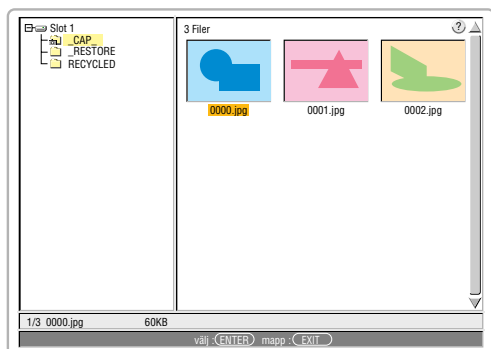 Slot 1
_CAP_
_RESTORE
RECYCLED
3 Filer
?
0000.jpg 0001.jpg 0002.jpg
1/3 0000.jpg 60KB
välj :ENTER mapp : EXIT